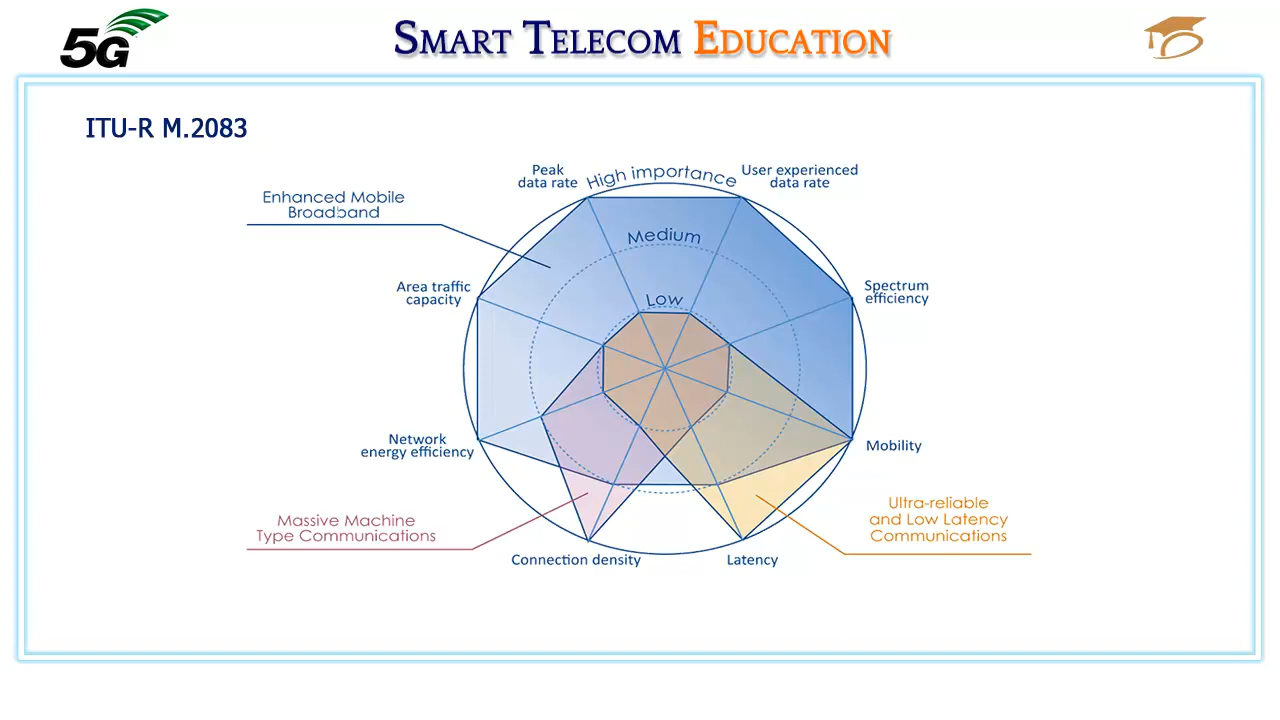 5G
SMART TELECOM EDUCATION
ITU-R M.2083
Peak
data rate
High importance
User experienced
data rate
Enhanced Mobile
Broadband
Medium
Area traffic
capacity
Low
Spectrum
efficiency
Network
energy efficiency
Mobility
Massive Machine
Type Communications
Ultra-reliable
and Low Latency
Communications
Connection density
Latency